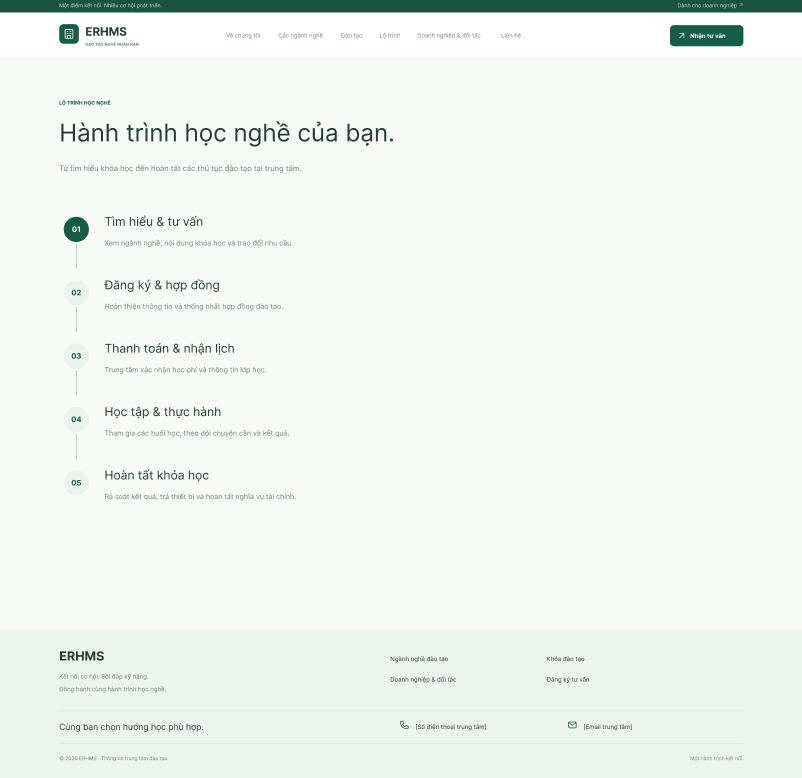 Một điểm kết nối. Nhiều cơ hội phát triển.
Dành cho doanh nghiệp ↗
ERHMS
ĐÀO TẠO NGHỀ NGẮN HẠN
Về chúng tôi
Các ngành nghề
Đào tạo
Lộ trình
Doanh nghiệp & đối tác
Liên hệ
Nhận tư vấn
LỘ TRÌNH HỌC NGHỀ
Hành trình học nghề của bạn.
Từ tìm hiểu khóa học đến hoàn tất các thủ tục đào tạo tại trung tâm.
01
Tìm hiểu & tư vấn
Xem ngành nghề, nội dung khóa học và trao đổi nhu cầu.
02
Đăng ký & hợp đồng
Hoàn thiện thông tin và thống nhất hợp đồng đào tạo.
03
Thanh toán & nhận lịch
Trung tâm xác nhận học phí và thông tin lớp học.
04
Học tập & thực hành
Tham gia các buổi học, theo dõi chuyên cần và kết quả.
05
Hoàn tất khóa học
Rà soát kết quả, trả thiết bị và hoàn tất nghĩa vụ tài chính.
ERHMS
Kết nối cơ hội. Bồi đắp kỹ năng.
Đồng hành cùng hành trình học nghề.
Ngành nghề đào tạo
Khóa đào tạo
Doanh nghiệp & đối tác
Đăng ký tư vấn
Cùng bạn chọn hướng học phù hợp.
[Số điện thoại trung tâm]
[Email trung tâm]
© 2026 ERHMS · Thông tin trung tâm đào tạo
Một hành trình kết nối.